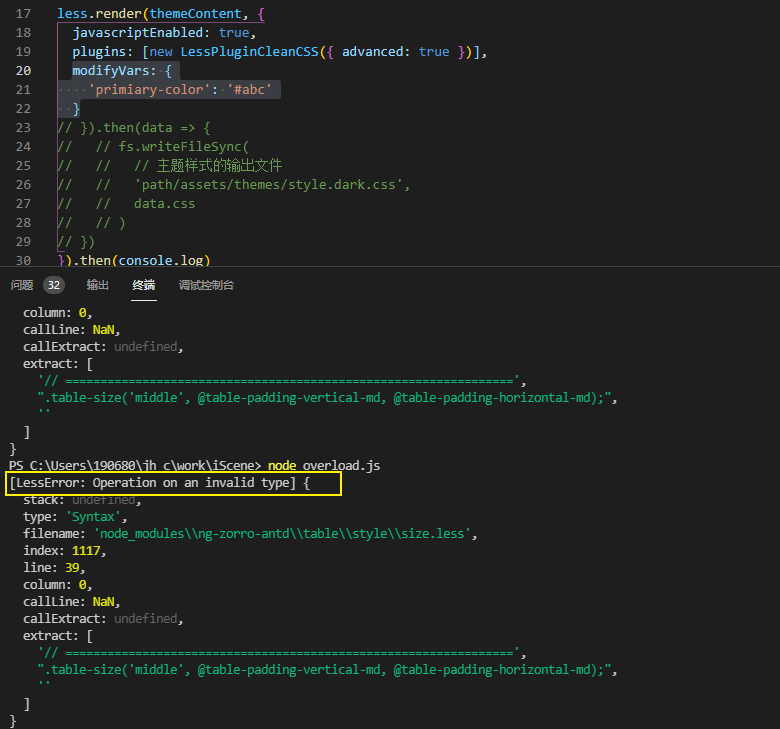 17 less.render(themeContent, {
18 javascriptEnabled: true,
19 plugins: [new LessPluginCleanCSS({ advanced: true })],
20 modifyVars: {
21 'primiary-color': '#abc'
22 }
23 // }).then(data => {
24 // // fs.writeFileSync(
25 // // // 主题样式的输出文件
26 // // 'path/assets/themes/style.dark.css',
27 // // data.css
28 // // )
29 // })
30 }).then(console.log)
问题 32 输出 终端 调试控制台
column: 0,
callLine: NaN,
callExtract: undefined,
extract: [
'// ================================================================',
".table-size('middle', @table-padding-vertical-md, @table-padding-horizontal-md);",
''
]
}
PS C:\Users\190680\jh_c\work\iScene> node overload.js
[LessError: Operation on an invalid type] {
stack: undefined,
type: 'Syntax',
filename: 'node_modules\\ng-zorro-antd\\table\\style\\size.less',
index: 1117,
line: 39,
column: 0,
callLine: NaN,
callExtract: undefined,
extract: [
'// ================================================================',
".table-size('middle', @table-padding-vertical-md, @table-padding-horizontal-md);",
''
]
}